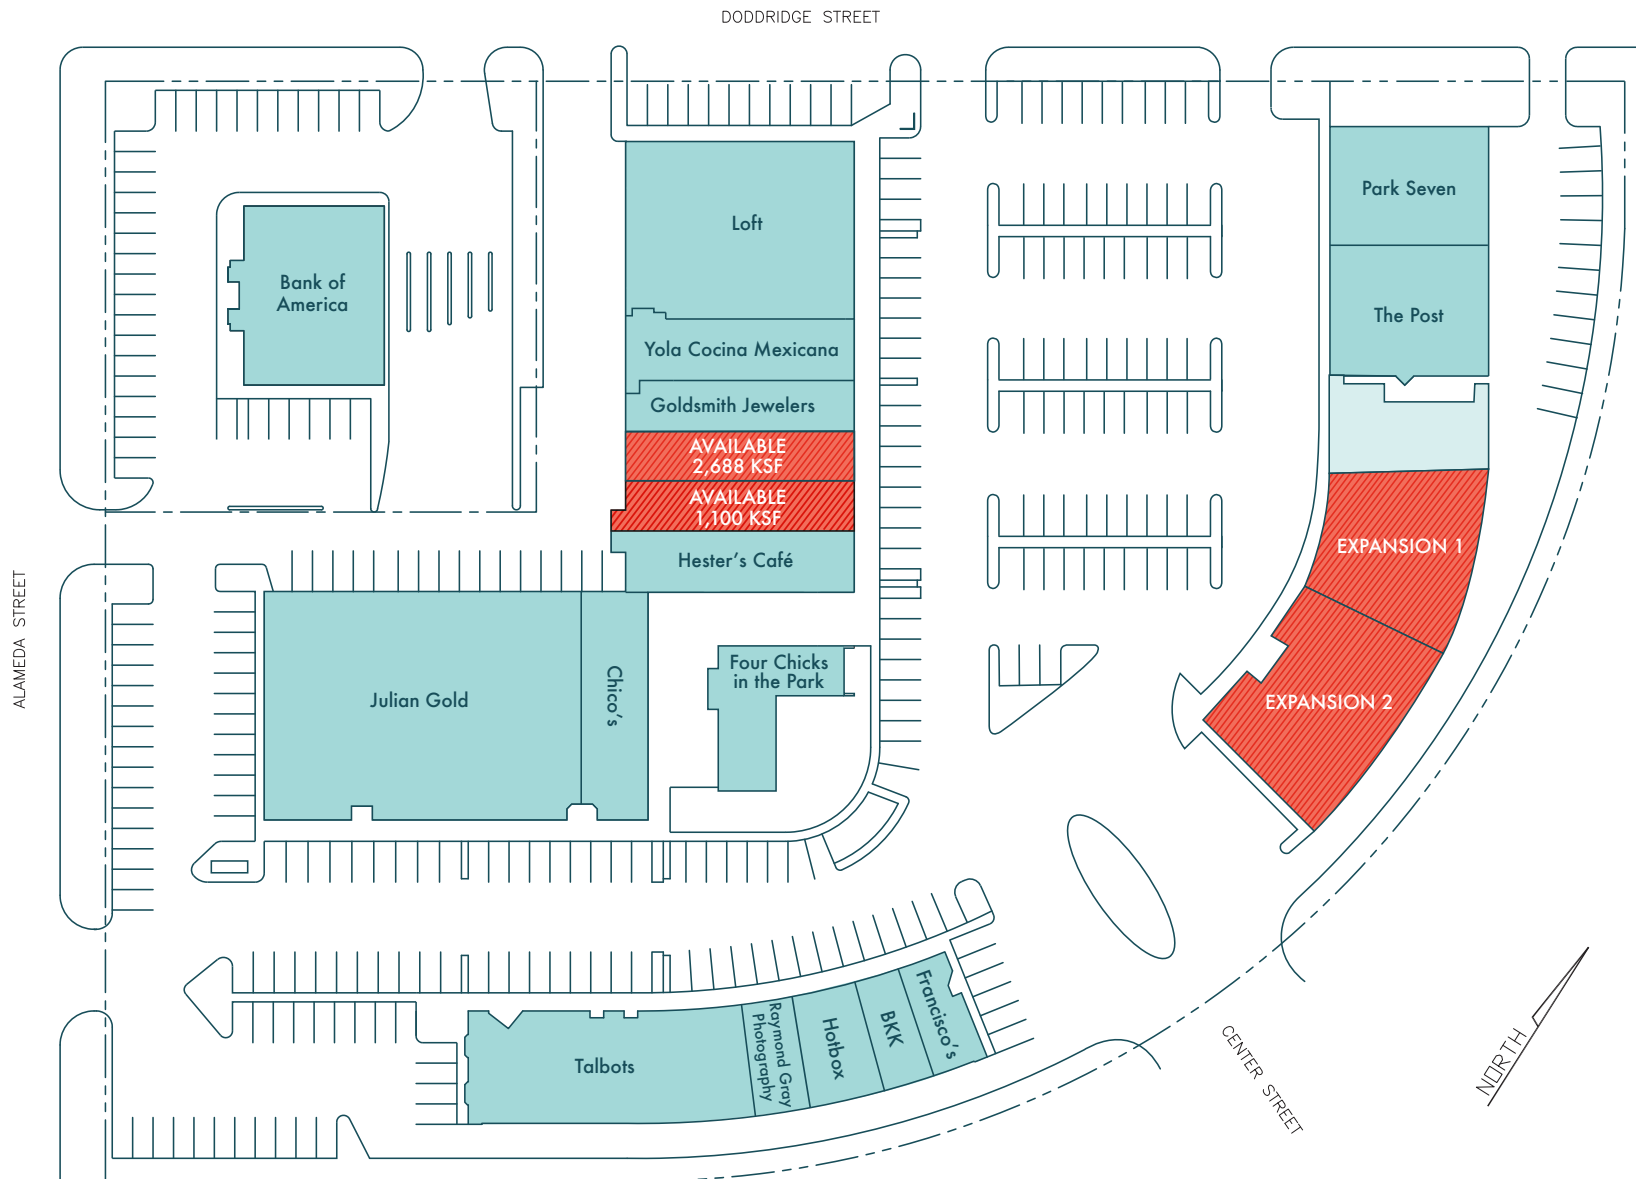 DODDRIDGE STREET
Park Seven
Loft
Bank of
America
The Post
Yola Cocina Mexicana
Goldsmith Jewelers
AVAILABLE
2,688 KSF
AVAILABLE
1,100 KSF
EXPANSION 1
Hester's Café
ALAMEDA STREET
Four Chicks
in the Park
Julian Gold
Chico's
EXPANSION 2
Francisco's
BKK
Hotbox
Raymond Gray
Photography
Talbots
CENTER STREET
NORTH